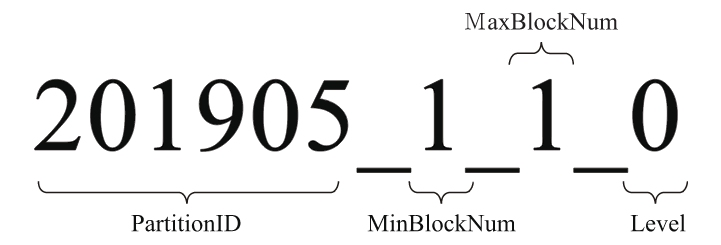 MaxBlockNum
201905_1_1_0
PartitionID MinBlockNum Level